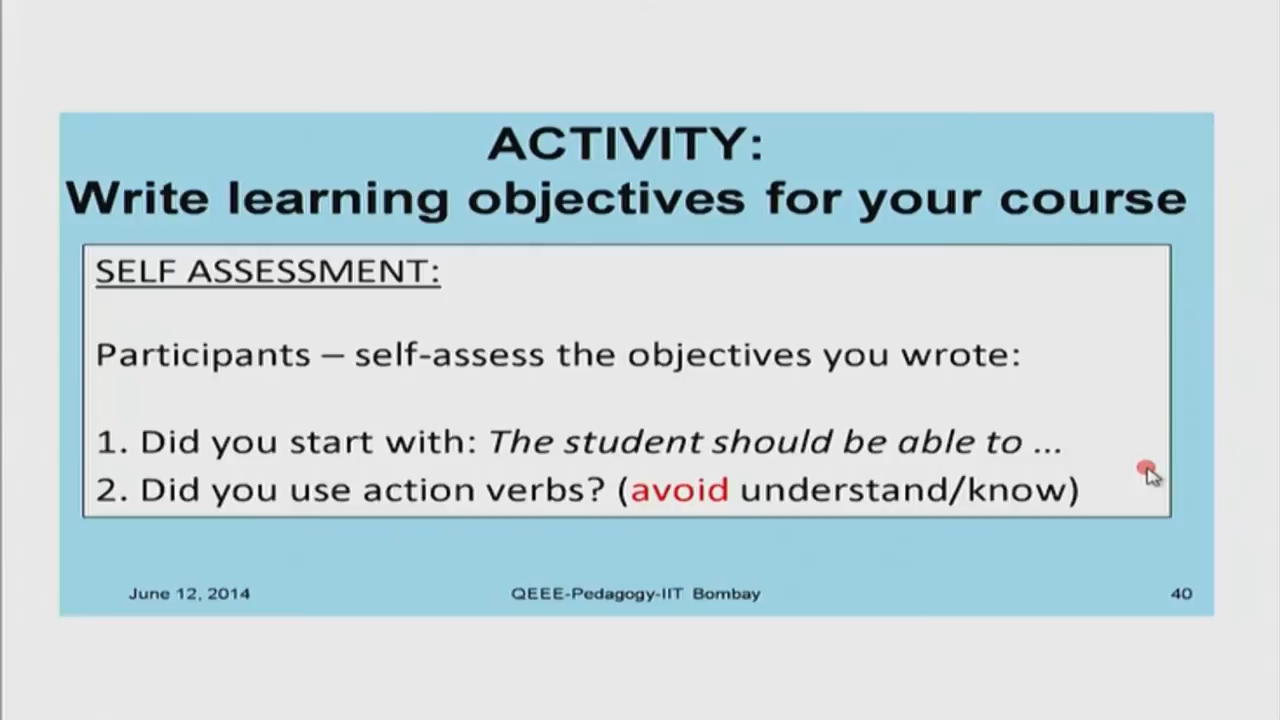 ACTIVITY:
Write learning objectives for your course
SELF ASSESSMENT:
Participants – self-assess the objectives you wrote:
1. Did you start with: The student should be able to ...
2. Did you use action verbs? (avoid understand/know)
June 12, 2014 QEEE-Pedagogy-IIT Bombay 40